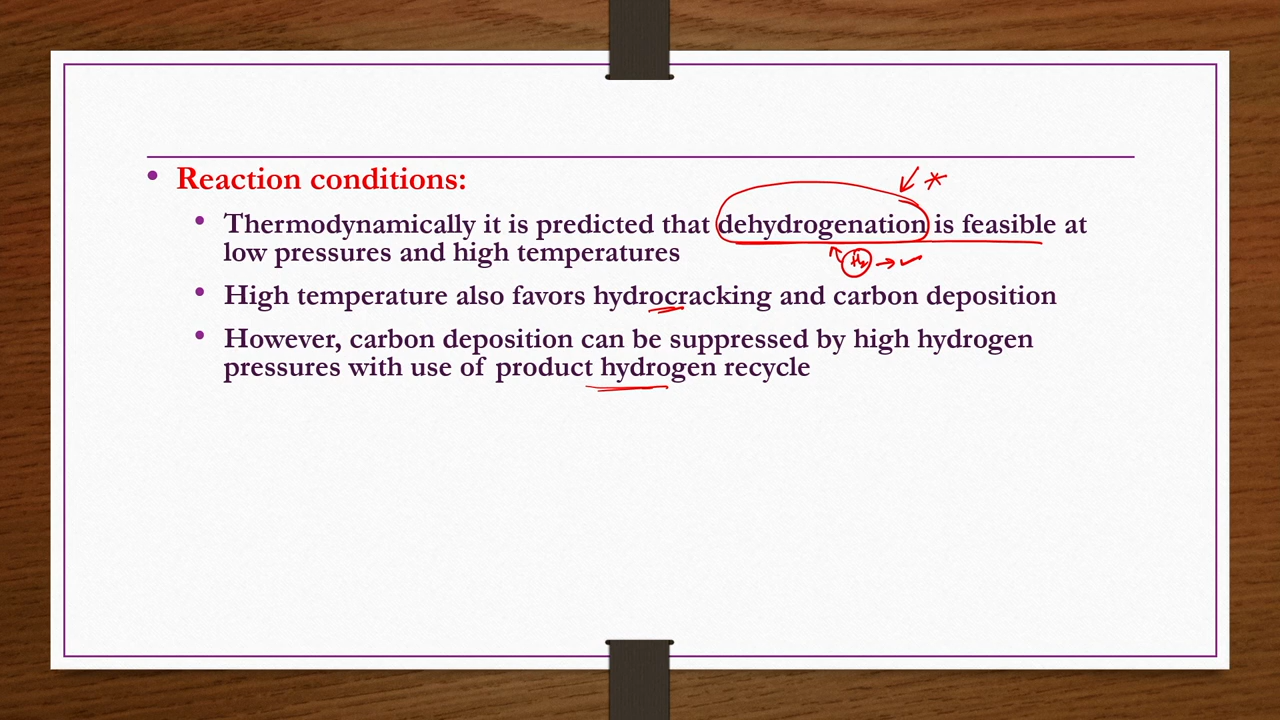 • Reaction conditions:
• Thermodynamically it is predicted that dehydrogenation is feasible at
low pressures and high temperatures
H₂
• High temperature also favors hydrocracking and carbon deposition
• However, carbon deposition can be suppressed by high hydrogen
pressures with use of product hydrogen recycle